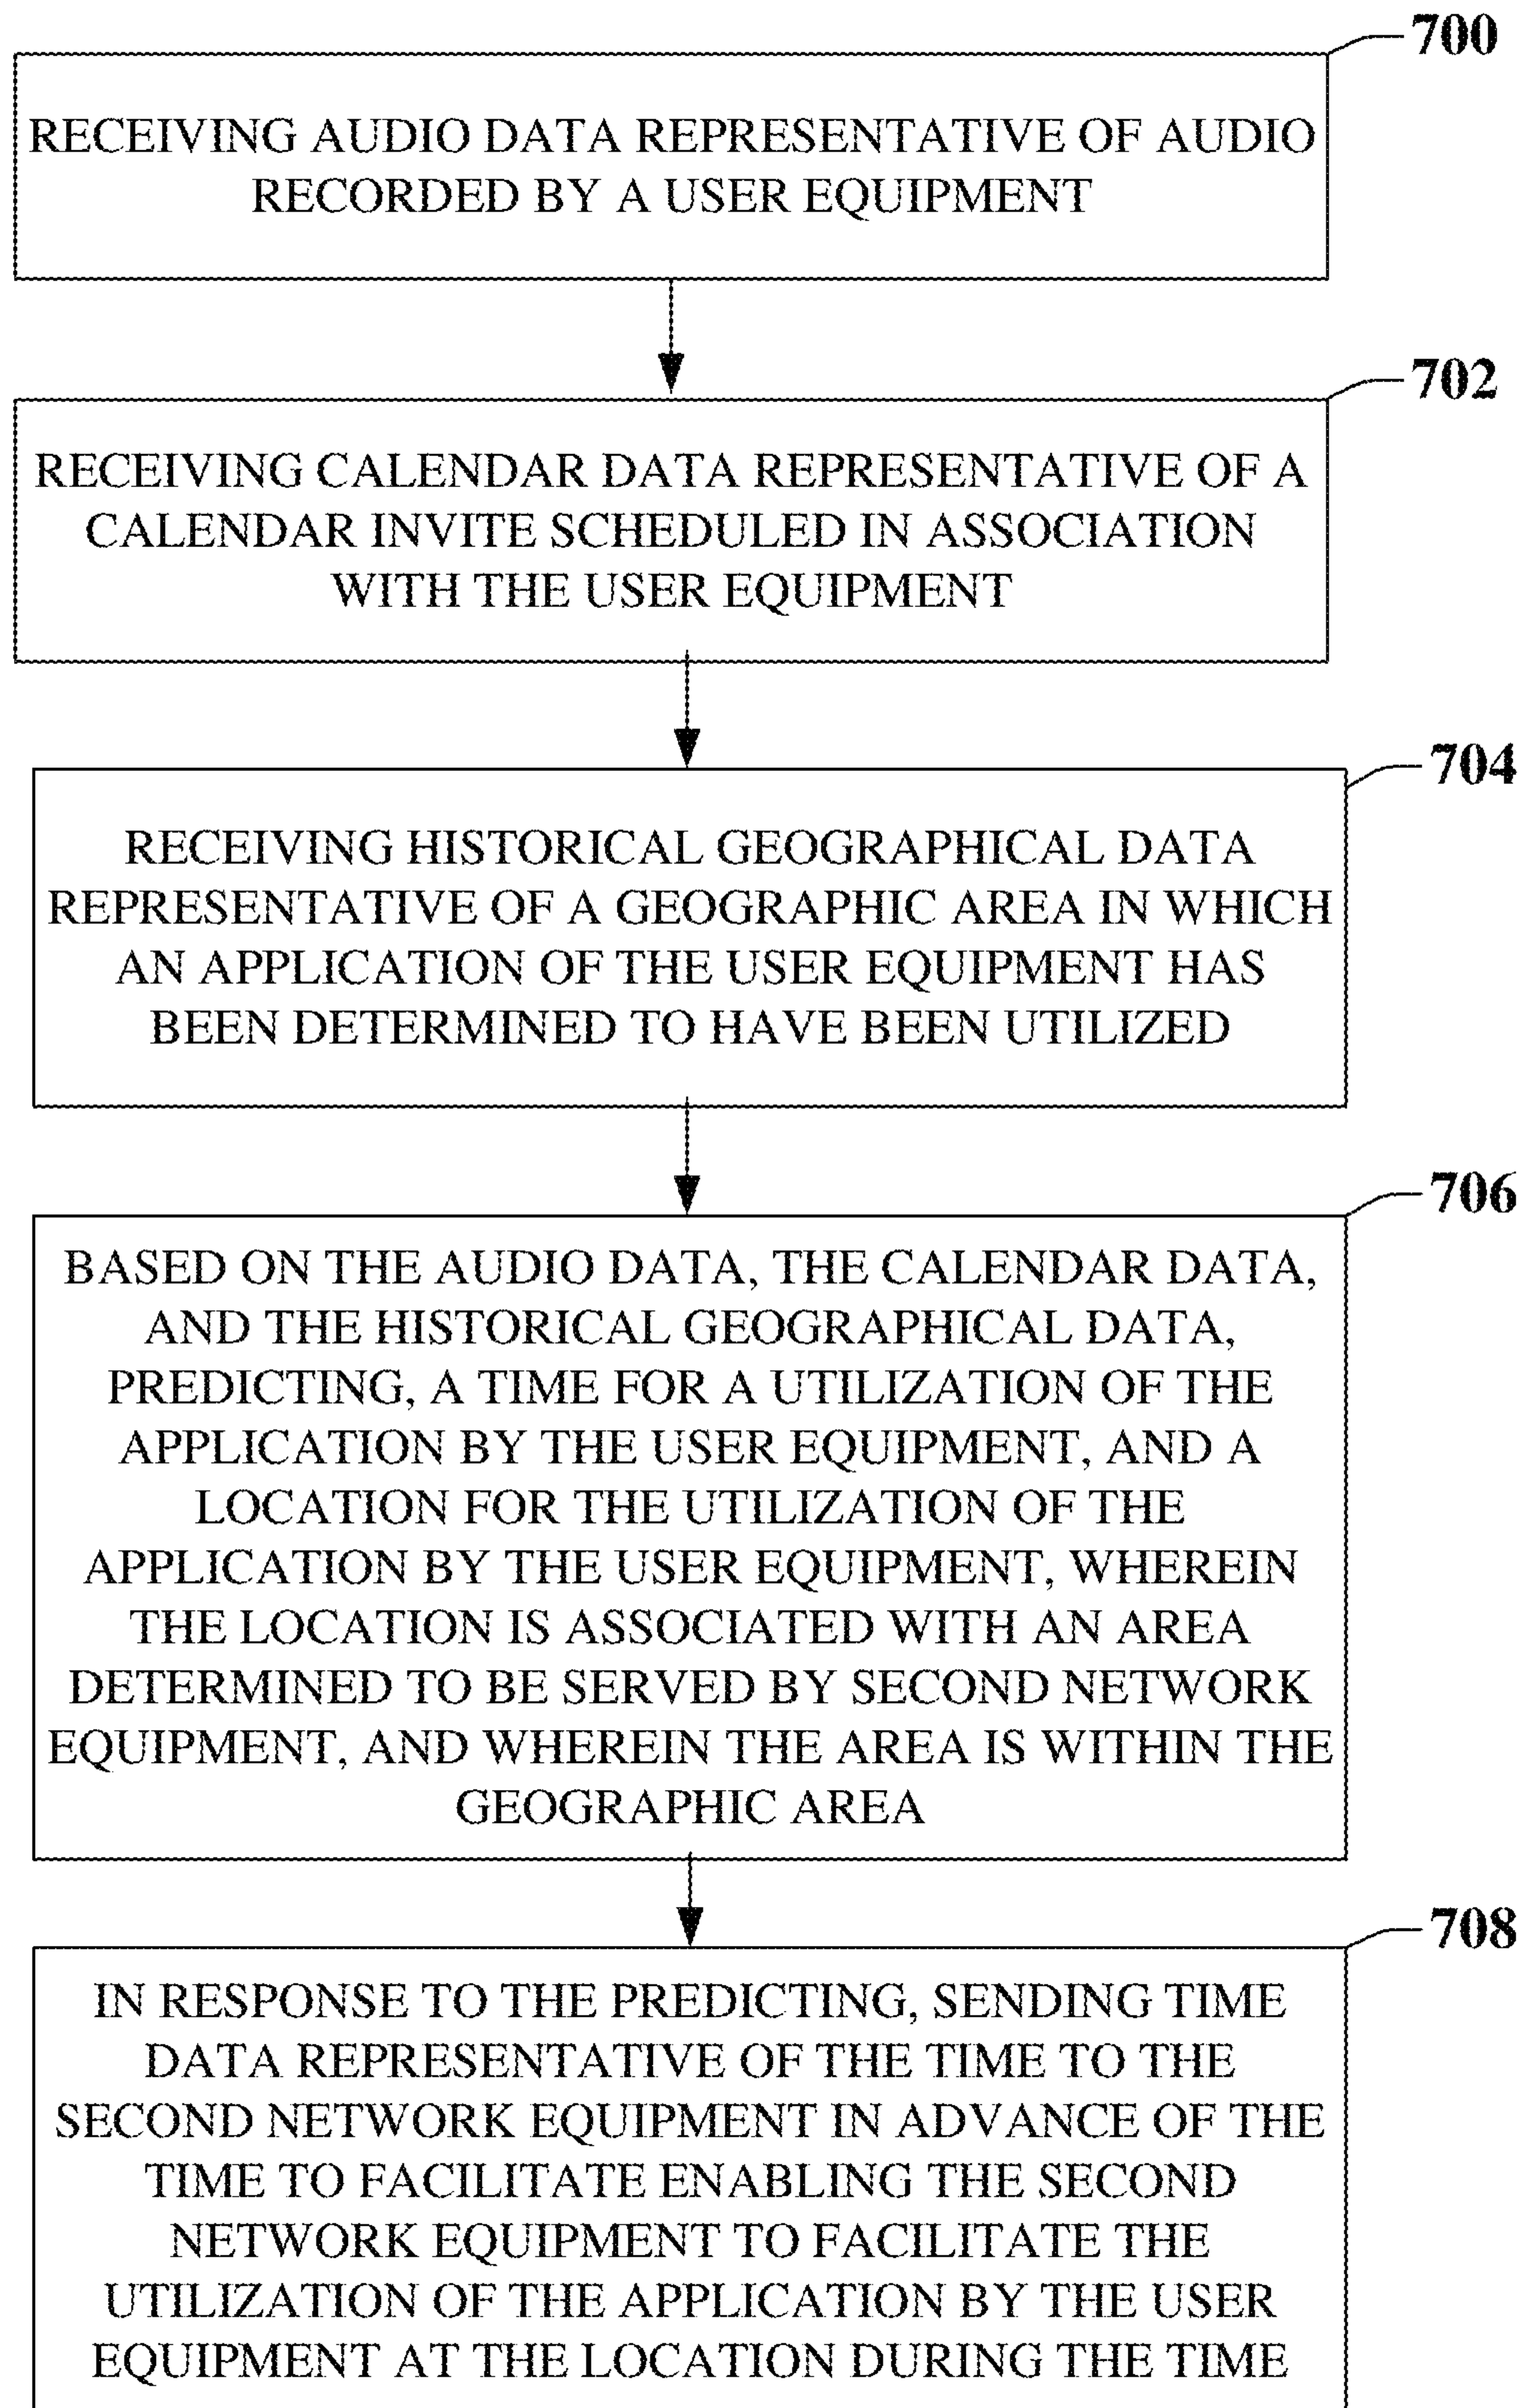 700
RECEIVING AUDIO DATA REPRESENTATIVE OF AUDIO
RECORDED BY A USER EQUIPMENT
702
RECEIVING CALENDAR DATA REPRESENTATIVE OF A
CALENDAR INVITE SCHEDULED IN ASSOCIATION
WITH THE USER EQUIPMENT
704
RECEIVING HISTORICAL GEOGRAPHICAL DATA
REPRESENTATIVE OF A GEOGRAPHIC AREA IN WHICH
AN APPLICATION OF THE USER EQUIPMENT HAS
BEEN DETERMINED TO HAVE BEEN UTILIZED
706
BASED ON THE AUDIO DATA, THE CALENDAR DATA,
AND THE HISTORICAL GEOGRAPHICAL DATA,
PREDICTING, A TIME FOR A UTILIZATION OF THE
APPLICATION BY THE USER EQUIPMENT, AND A
LOCATION FOR THE UTILIZATION OF THE
APPLICATION BY THE USER EQUIPMENT, WHEREIN
THE LOCATION IS ASSOCIATED WITH AN AREA
DETERMINED TO BE SERVED BY SECOND NETWORK
EQUIPMENT, AND WHEREIN THE AREA IS WITHIN THE
GEOGRAPHIC AREA
708
IN RESPONSE TO THE PREDICTING, SENDING TIME
DATA REPRESENTATIVE OF THE TIME TO THE
SECOND NETWORK EQUIPMENT IN ADVANCE OF THE
TIME TO FACILITATE ENABLING THE SECOND
NETWORK EQUIPMENT TO FACILITATE THE
UTILIZATION OF THE APPLICATION BY THE USER
EQUIPMENT AT THE LOCATION DURING THE TIME